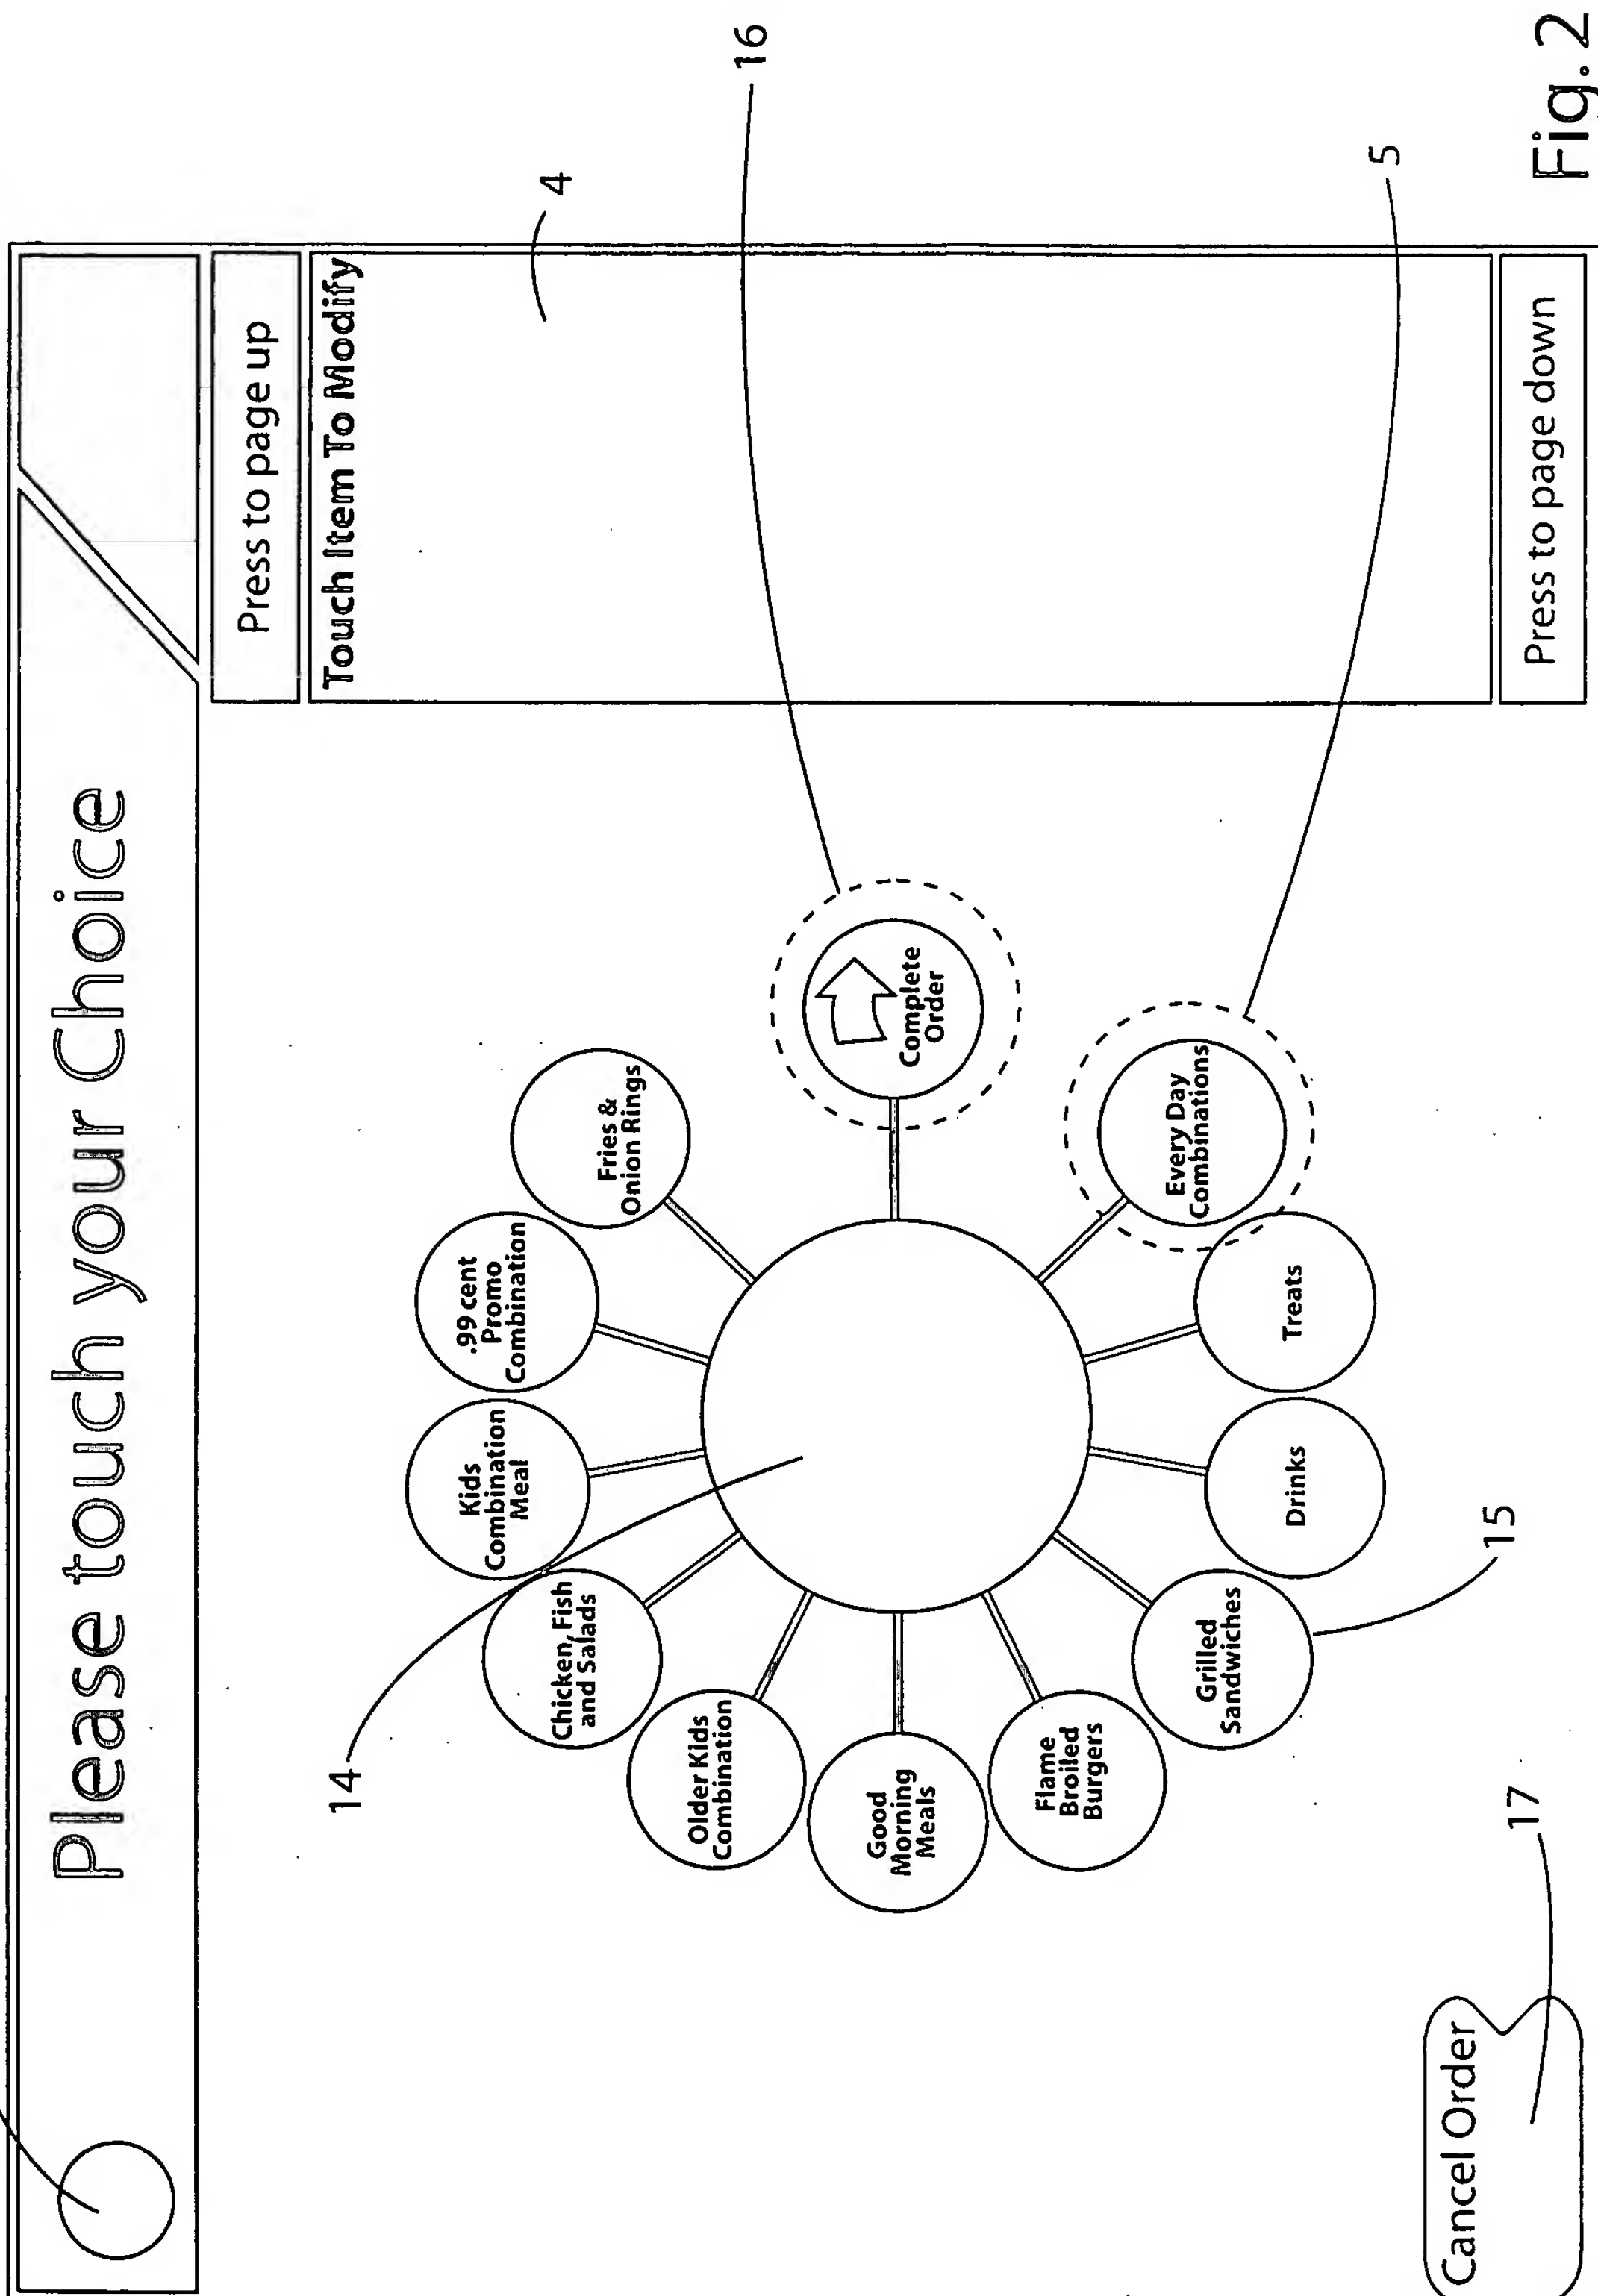 Please touch your Choice
Press to page up
Touch Item To Modify
4
16
14
Fries &
Onion Rings
.99 cent
Promo
Combination
Kids
Combination
Meal
Chicken, Fish
and Salads
Older Kids
Combination
Good
Morning
Meals
Flame
Broiled
Burgers
Grilled
Sandwiches
Drinks
Treats
Every Day
Combinations
Complete
Order
15
5
17
Cancel Order
Press to page down
Fig. 2